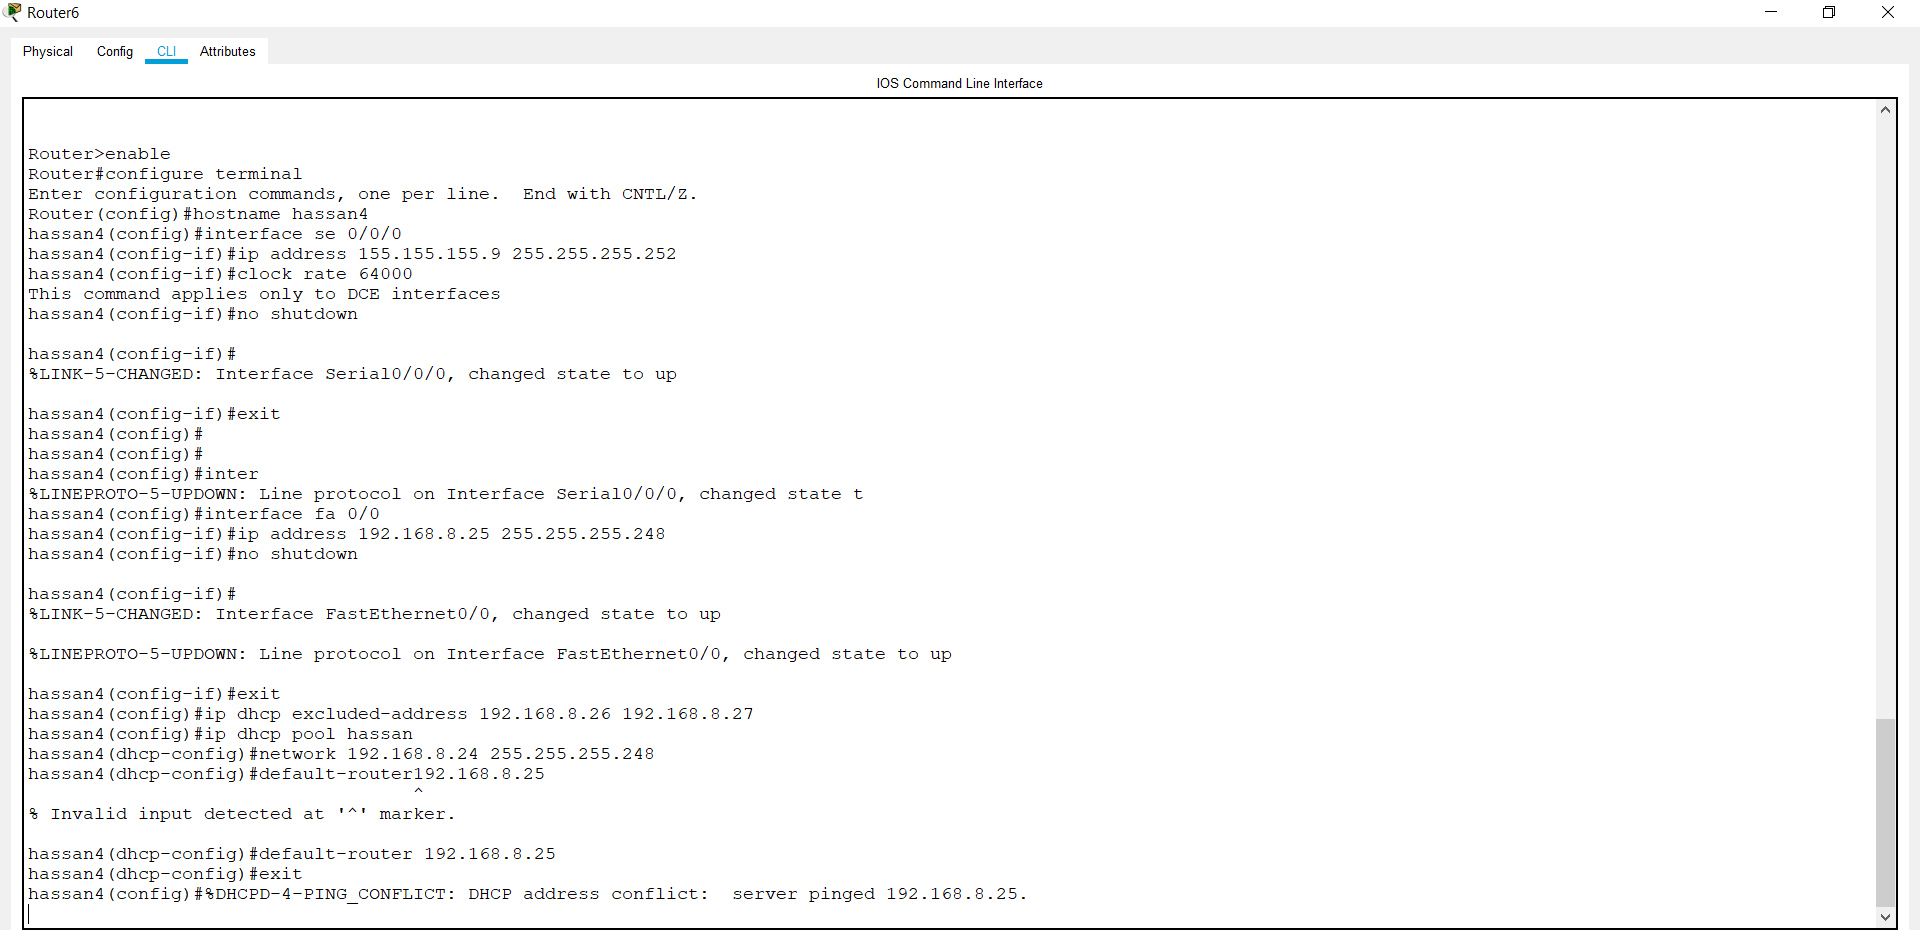 Router6
Physical Config CLI Attributes
IOS Command Line Interface
Router>enable
Router#configure terminal
Enter configuration commands, one per line.  End with CNTL/Z.
Router(config)#hostname hassan4
hassan4(config)#interface se 0/0/0
hassan4(config-if)#ip address 155.155.155.9 255.255.255.252
hassan4(config-if)#clock rate 64000
This command applies only to DCE interfaces
hassan4(config-if)#no shutdown
hassan4(config-if)#
%LINK-5-CHANGED: Interface Serial0/0/0, changed state to up
hassan4(config-if)#exit
hassan4(config)#
hassan4(config)#
hassan4(config)#inter
%LINEPROTO-5-UPDOWN: Line protocol on Interface Serial0/0/0, changed state t
hassan4(config)#interface fa 0/0
hassan4(config-if)#ip address 192.168.8.25 255.255.255.248
hassan4(config-if)#no shutdown
hassan4(config-if)#
%LINK-5-CHANGED: Interface FastEthernet0/0, changed state to up
%LINEPROTO-5-UPDOWN: Line protocol on Interface FastEthernet0/0, changed state to up
hassan4(config-if)#exit
hassan4(config)#ip dhcp excluded-address 192.168.8.26 192.168.8.27
hassan4(config)#ip dhcp pool hassan
hassan4(dhcp-config)#network 192.168.8.24 255.255.255.248
hassan4(dhcp-config)#default-router192.168.8.25
^
% Invalid input detected at '^' marker.
hassan4(dhcp-config)#default-router 192.168.8.25
hassan4(dhcp-config)#exit
hassan4(config)#%DHCPD-4-PING_CONFLICT: DHCP address conflict:  server pinged 192.168.8.25.